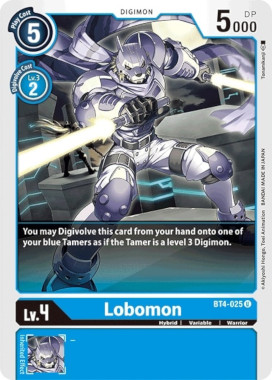 Play Cost
5
DIGIMON
5000
DP
Digivolve Cost
Lv.3
2
You may Digivolve this card from your hand onto one of
your blue Tamers as if the Tamer is a level 3 Digimon.
BT4-025 U
Lv.4
Lobomon
Hybrid | Variable | Warrior
Inherited Effect
-
© Akiyoshi Hongo, Toei Animation · BANDAI MADE IN JAPAN